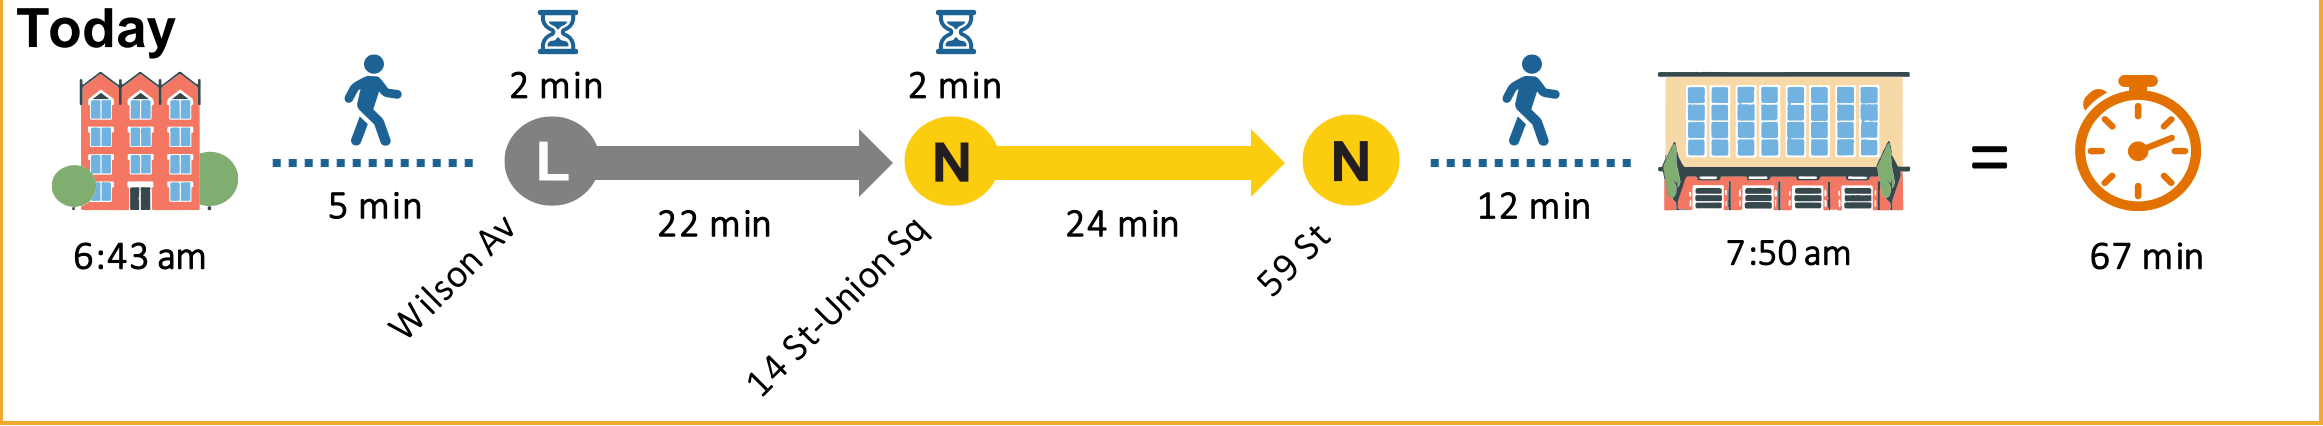 Today
6:43 am
5 min
2 min
L
Wilson Av
22 min
2 min
N
14 St-Union Sq
24 min
N
59 St
12 min
7:50 am
=
67 min